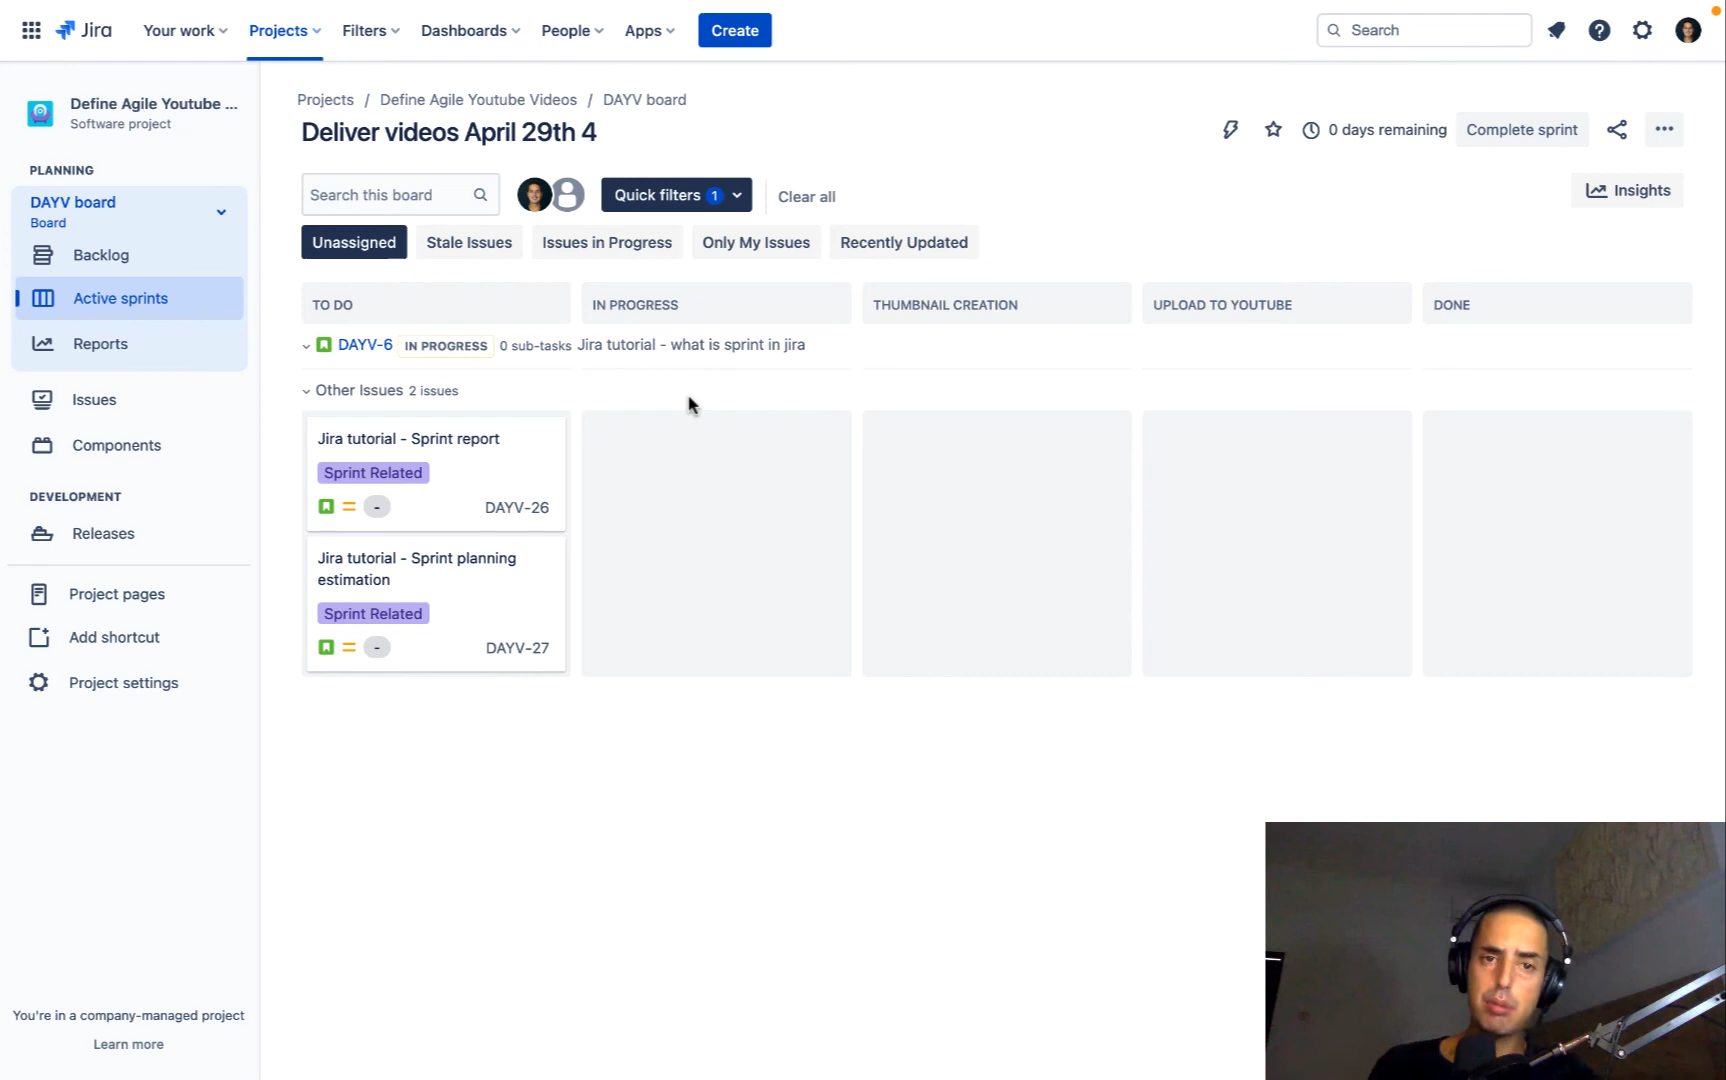 Jira
Your work
Projects
Filters
Dashboards
People
Apps
Create
Search
Define Agile Youtube ...
Software project
PLANNING
DAYV board
Board
Backlog
Active sprints
Reports
Issues
Components
DEVELOPMENT
Releases
Project pages
Add shortcut
Project settings
You're in a company-managed project
Learn more
Projects / Define Agile Youtube Videos / DAYV board
Deliver videos April 29th 4
0 days remaining
Complete sprint
Search this board
Quick filters 1
Clear all
Insights
Unassigned
Stale Issues
Issues in Progress
Only My Issues
Recently Updated
TO DO
IN PROGRESS
THUMBNAIL CREATION
UPLOAD TO YOUTUBE
DONE
DAYV-6 IN PROGRESS 0 sub-tasks Jira tutorial - what is sprint in jira
Other Issues 2 issues
Jira tutorial - Sprint report
Sprint Related
- DAYV-26
Jira tutorial - Sprint planning
estimation
Sprint Related
- DAYV-27